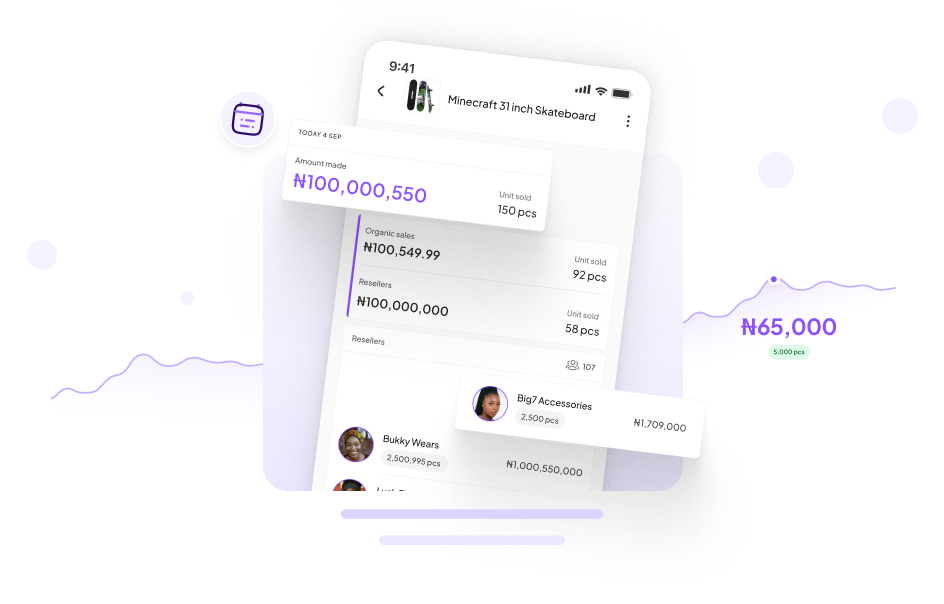 9:41
Minecraft 31 inch Skateboard
TODAY 4 SEP
Amount made
₦100,000,550
Unit sold
150 pcs
Organic sales
₦100,549.99
Unit sold
92 pcs
Resellers
₦100,000,000
Unit sold
58 pcs
Resellers
107
Big7 Accessories
2,500 pcs
₦1,709,000
Bukky Wears
2,500,995 pcs
₦1,000,550,000
₦65,000
5,000 pcs